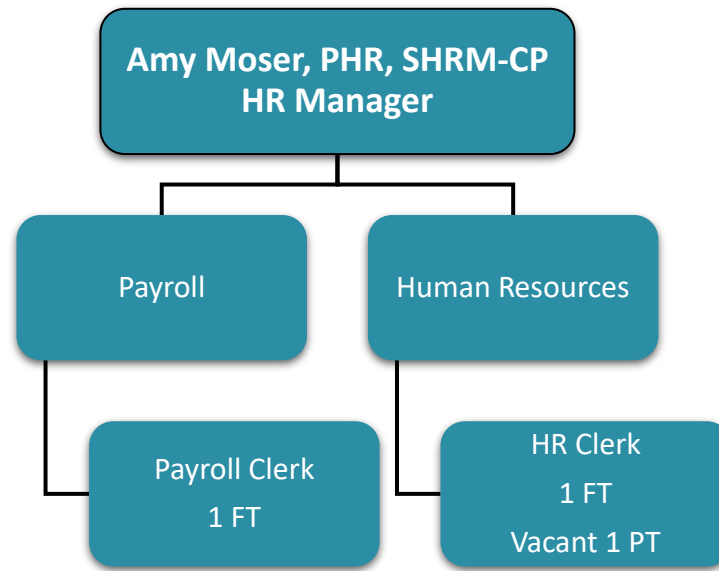 Amy Moser, PHR, SHRM-CP
HR Manager
Payroll
Human Resources
Payroll Clerk
1 FT
HR Clerk
1 FT
Vacant 1 PT